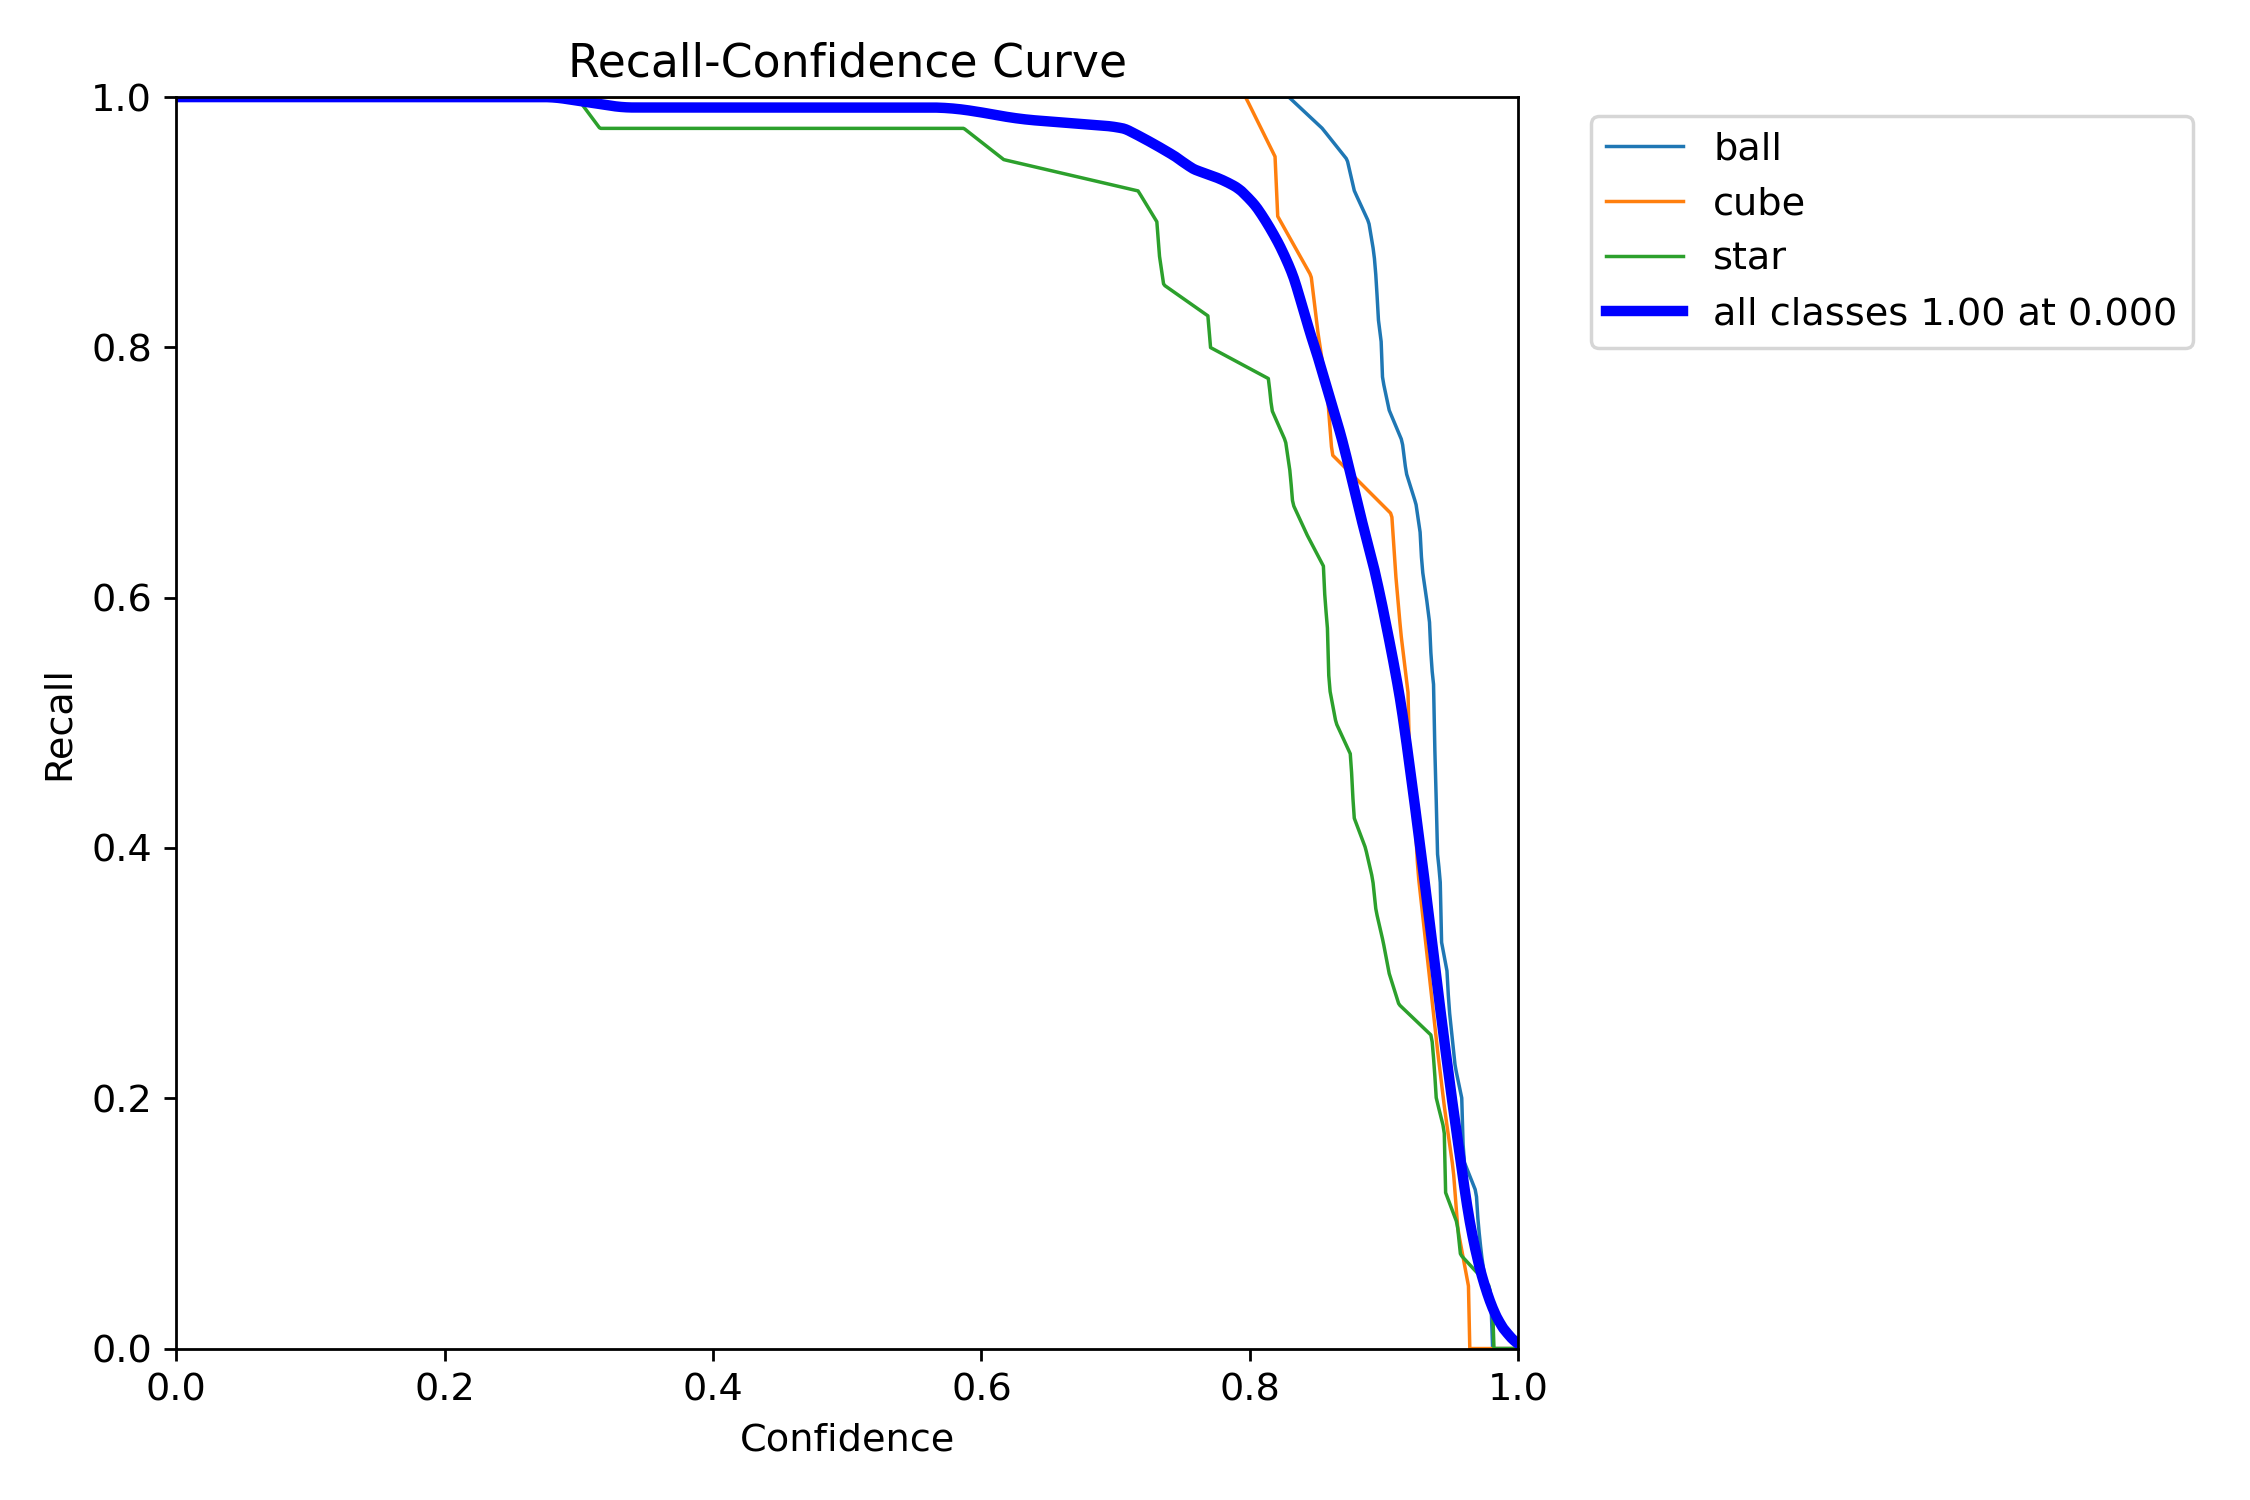 Recall-Confidence Curve
1.0
0.8
0.6
0.4
0.2
0.0
Recall
0.0 0.2 0.4 0.6 0.8 1.0
Confidence
ball
cube
star
all classes 1.00 at 0.000